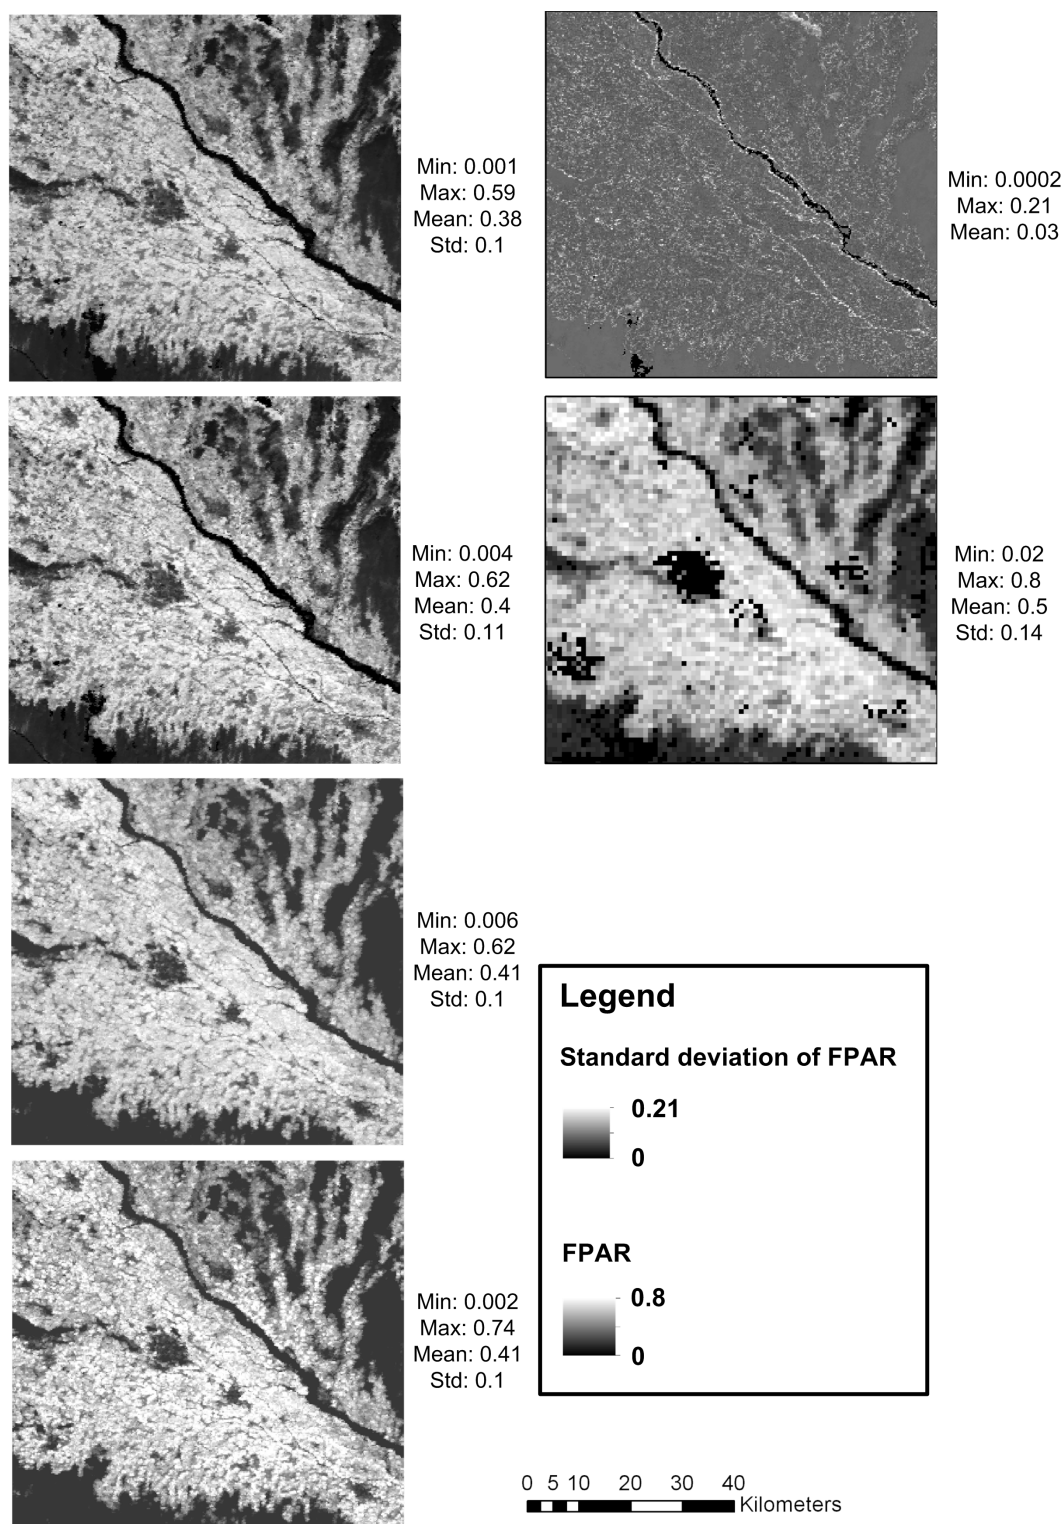 Min: 0.001
Max: 0.59
Mean: 0.38
Std: 0.1
Min: 0.0002
Max: 0.21
Mean: 0.03
Min: 0.004
Max: 0.62
Mean: 0.4
Std: 0.11
Min: 0.02
Max: 0.8
Mean: 0.5
Std: 0.14
Min: 0.006
Max: 0.62
Mean: 0.41
Std: 0.1
Legend
Standard deviation of FPAR
0.21
0
FPAR
0.8
0
Min: 0.002
Max: 0.74
Mean: 0.41
Std: 0.1
0 5 10 20 30 40
Kilometers